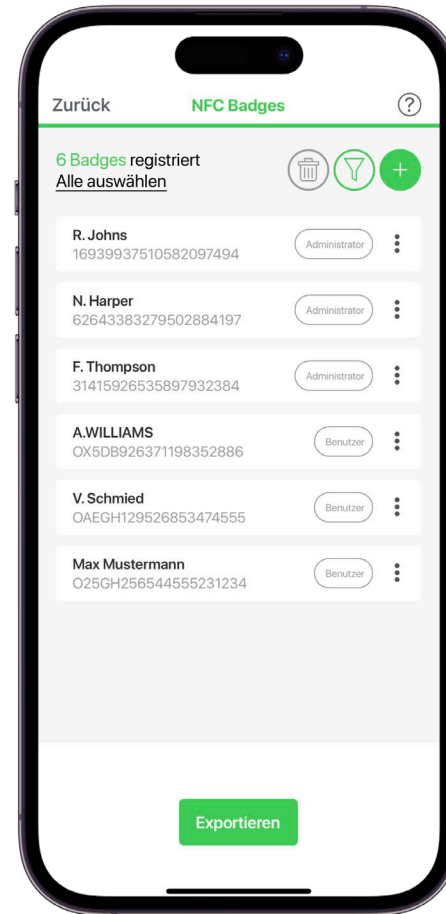 Zurück
NFC Badges
?
6 Badges registriert
Alle auswählen
+
R. Johns
16939937510582097494
Administrator
N. Harper
62643383279502884197
Administrator
F. Thompson
31415926535897932384
Administrator
A.WILLIAMS
OX5DB926371198352886
Benutzer
V. Schmied
OAEGH129526853474555
Benutzer
Max Mustermann
O25GH256544555231234
Benutzer
Exportieren